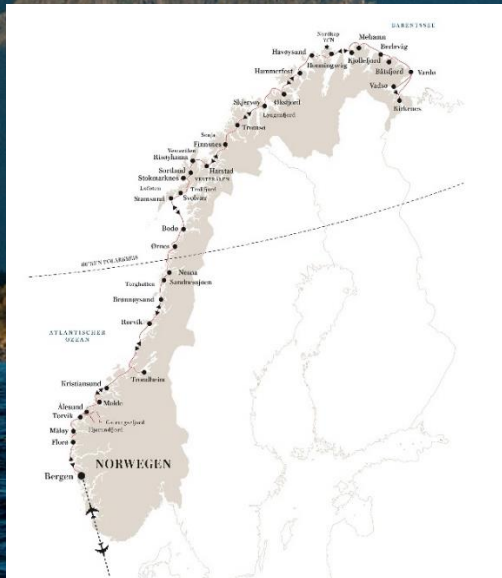 BARENTSSEE
Nordkap
71°N
Mehamn
Berlevåg
Havøysund
Honningsvåg
Kjøllefjord
Båtsfjord
Hammerfest
Vardø
Øksfjord
Vadsø
Skjervøy
Kirkenes
Lyngenfjord
Tromsø
Senja
Finnsnes
Vesterålen
Risøyhamn
Harstad
Sortland
Stokmarknes
Lofoten
Trollfjord
Stamsund
Svolvær
Bodø
Ørnes
Nesna
Sandnessjøen
Torghatten
Brønnøysund
Rørvik
ATLANTISCHER
OZEAN
Trondheim
Kristiansund
Molde
Ålesund
Torvik
Geirangerfjord
Hjørundfjord
Måløy
Florø
NORWEGEN
Bergen